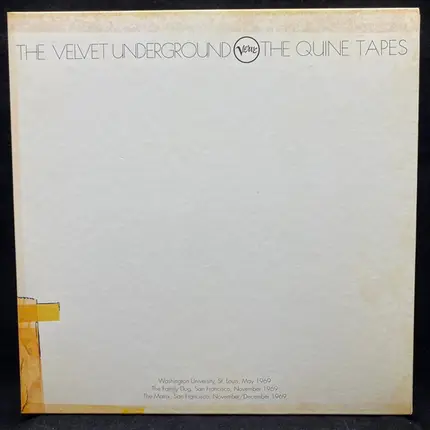 THE VELVET UNDERGROUND Verve THE QUINE TAPES
Washington University, St. Louis, May 1969
The Family Dog, San Francisco, November 1969
The Matrix, San Francisco, November/December 1969